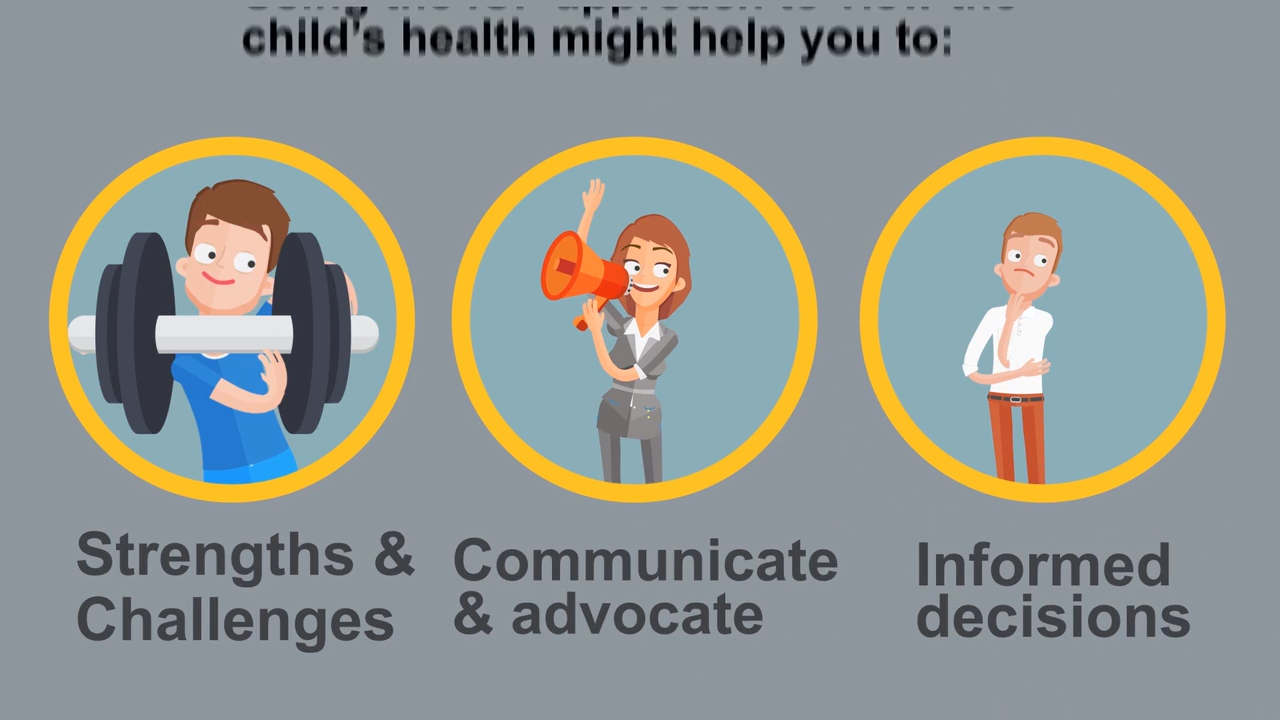 child's health might help you to:
Strengths &
Challenges
Communicate
& advocate
Informed
decisions